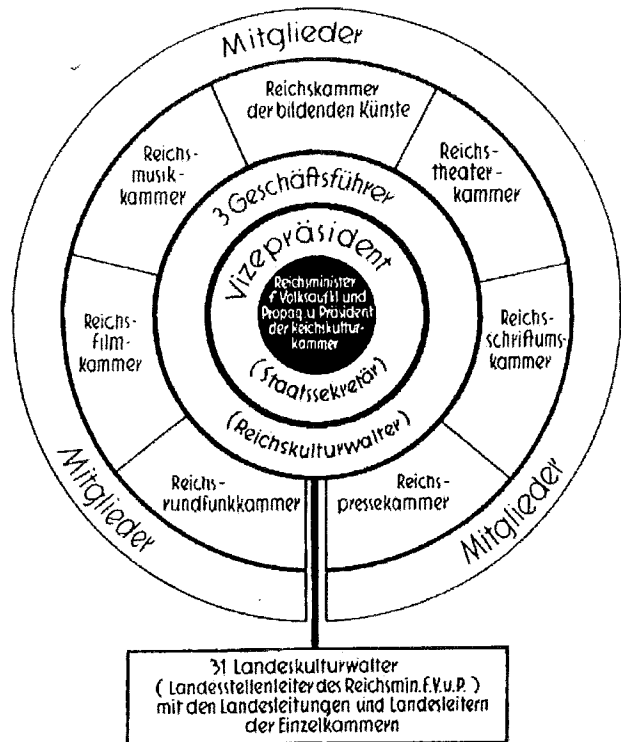 Mitglieder
Reichskammer
der bildenden Künste
Reichs-
musik-
kammer
Reichs-
theater-
kammer
3 Geschäftsführer
Vizepräsident
Reichsminister
f Volksaufkl und
Propag. u Präsident
der Reichskultur-
kammer
(Staatssekretär)
(Reichskulturwalter)
Reichs-
film-
kammer
Reichs-
schriftums-
kammer
Reichs-
rundfunkkammer
Reichs-
pressekammer
Mitglieder
Mitglieder
31 Landeskulturwalter
( Landesstellenleiter des Reichsmin.f.V.u.P. )
mit den Landesleitungen und Landesleitern
der Einzelkammern